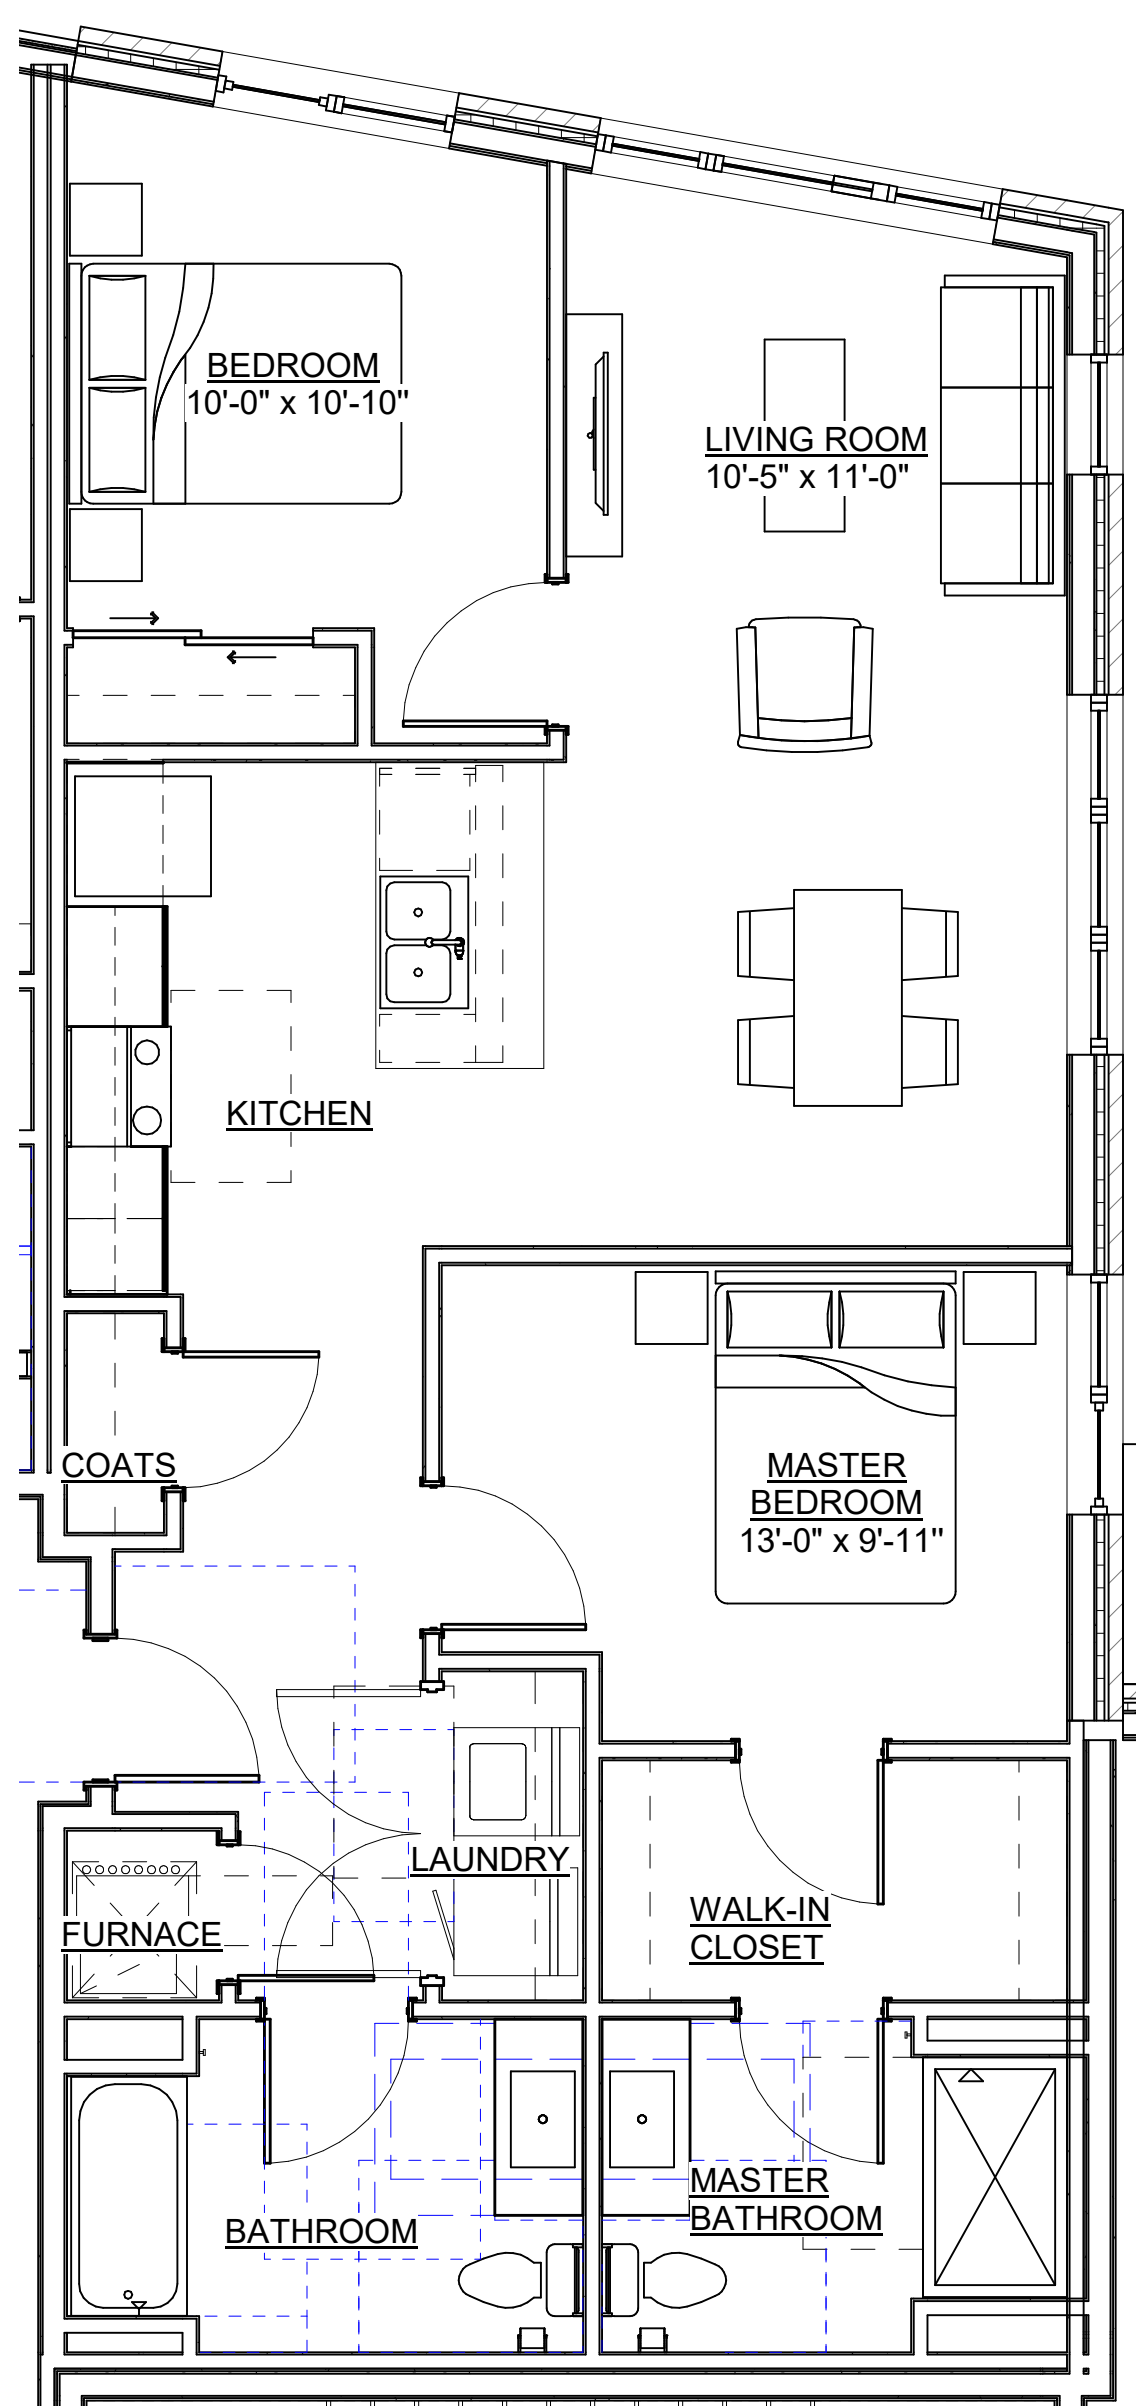 BEDROOM
10'-0" x 10'-10"
LIVING ROOM
10'-5" x 11'-0"
KITCHEN
COATS
MASTER
BEDROOM
13'-0" x 9'-11"
LAUNDRY
FURNACE
WALK-IN
CLOSET
MASTER
BATHROOM
BATHROOM